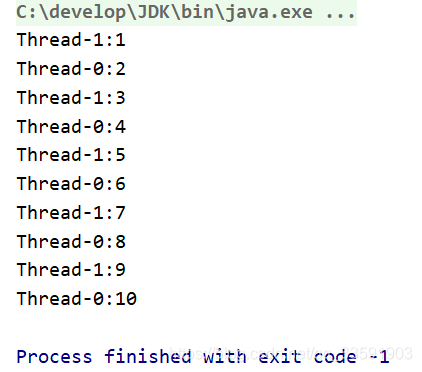 C:\develop\JDK\bin\java.exe ...
Thread-1:1
Thread-0:2
Thread-1:3
Thread-0:4
Thread-1:5
Thread-0:6
Thread-1:7
Thread-0:8
Thread-1:9
Thread-0:10
Process finished with exit code -1